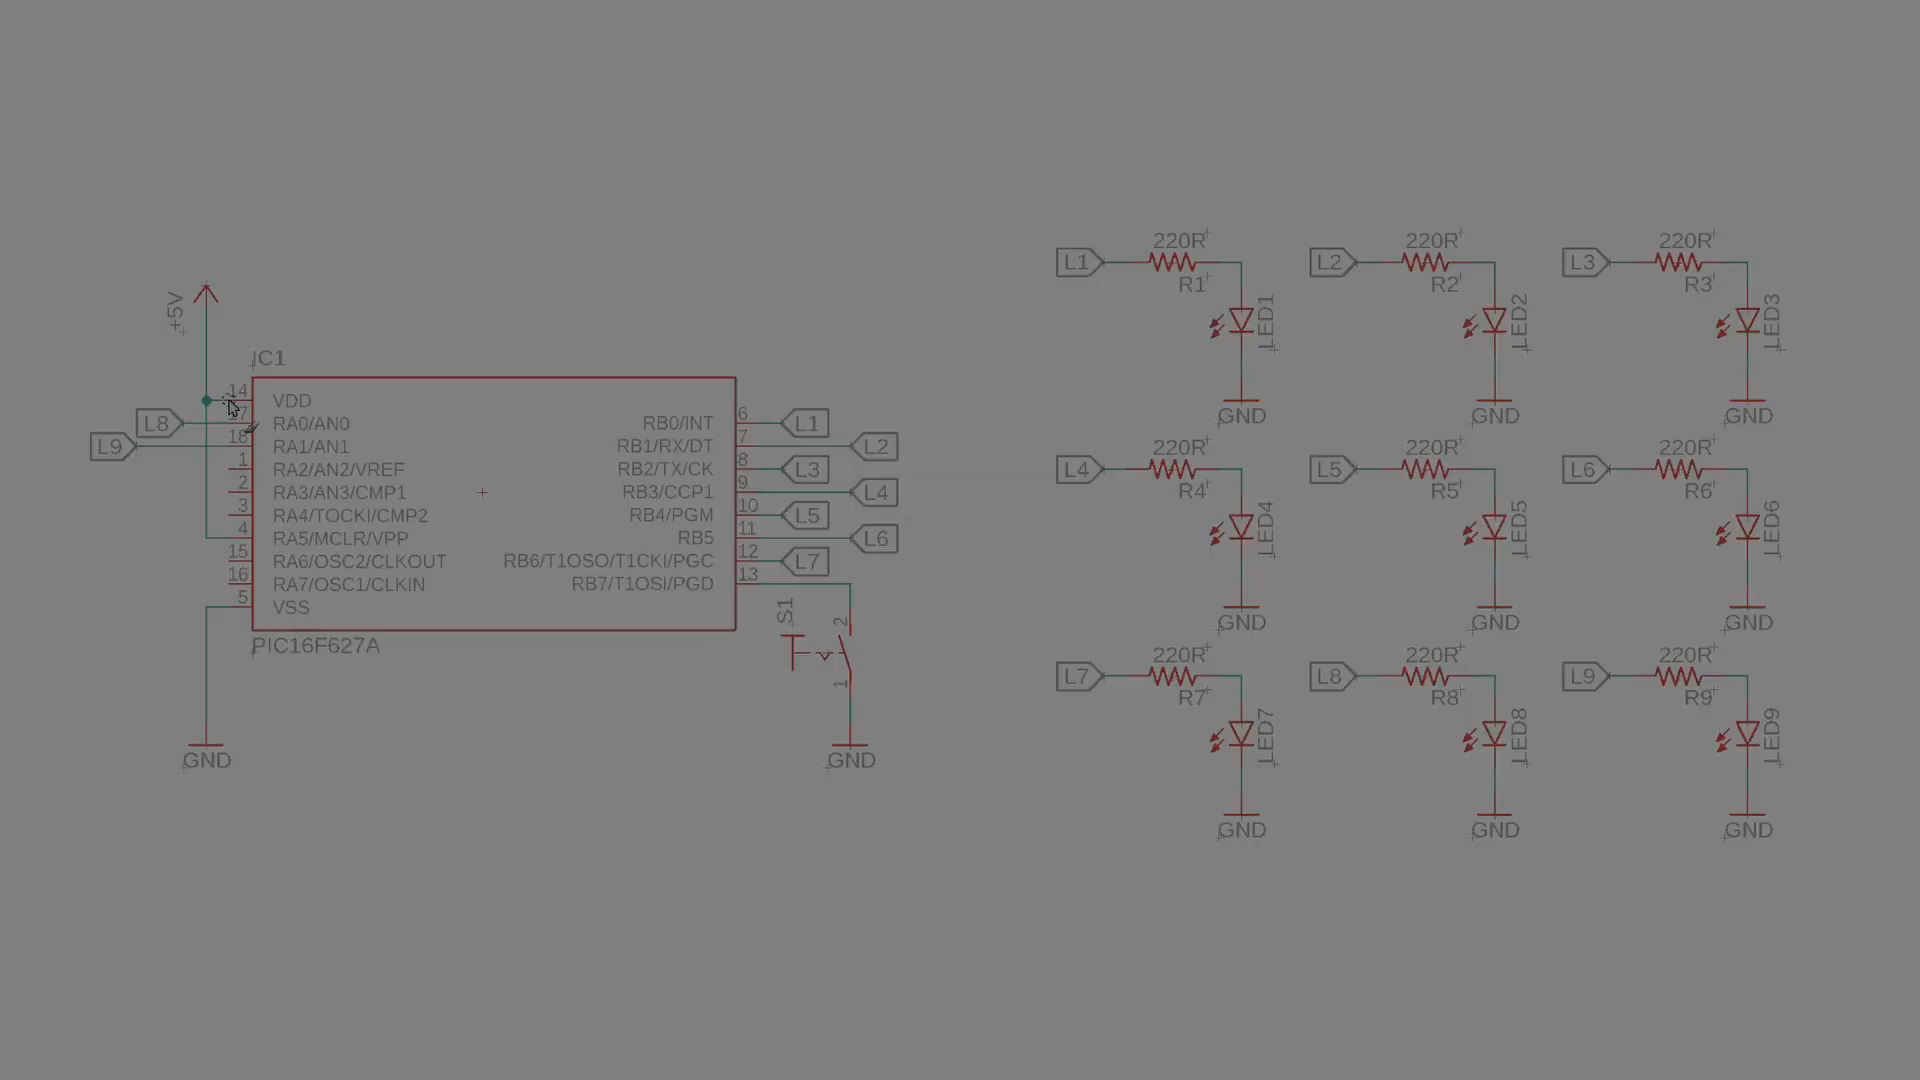 +5V
IC1
14 VDD
L8 17 RA0/AN0 RB0/INT 6 L1
L9 18 RA1/AN1 RB1/RX/DT 7 L2
1 RA2/AN2/VREF RB2/TX/CK 8 L3
2 RA3/AN3/CMP1 RB3/CCP1 9 L4
3 RA4/TOCKI/CMP2 RB4/PGM 10 L5
4 RA5/MCLR/VPP RB5 11 L6
15 RA6/OSC2/CLKOUT RB6/T1OSO/T1CKI/PGC 12 L7
16 RA7/OSC1/CLKIN RB7/T1OSI/PGD 13
5 VSS
PIC16F627A
S1
2
1
GND
GND
220R 220R 220R
L1 L2 L3
R1 R2 R3
LED1 LED2 LED3
GND GND GND
220R 220R 220R
L4 L5 L6
R4 R5 R6
LED4 LED5 LED6
GND GND GND
220R 220R 220R
L7 L8 L9
R7 R8 R9
LED7 LED8 LED9
GND GND GND